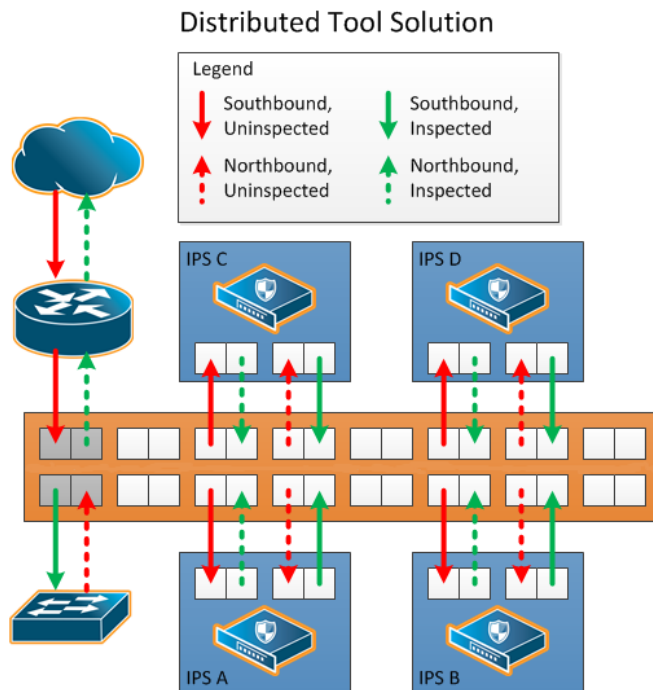 Distributed Tool Solution
Legend
Southbound,
Uninspected
Southbound,
Inspected
Northbound,
Uninspected
Northbound,
Inspected
IPS C
IPS D
IPS A
IPS B